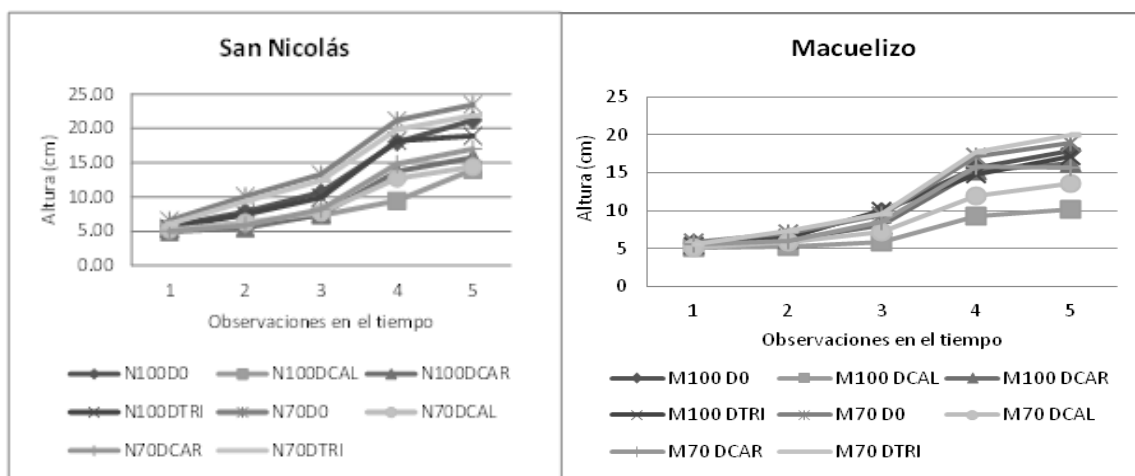 San Nicolás
Altura (cm)
25.00
20.00
15.00
10.00
5.00
0.00
1 2 3 4 5
Observaciones en el tiempo
N100D0 N100DCAL N100DCAR
N100DTRI N70D0 N70DCAL
N70DCAR N70DTRI
Macuelizo
Altura (cm)
25
20
15
10
5
0
1 2 3 4 5
Observaciones en el tiempo
M100 D0 M100 DCAL M100 DCAR
M100 DTRI M70 D0 M70 DCAL
M70 DCAR M70 DTRI